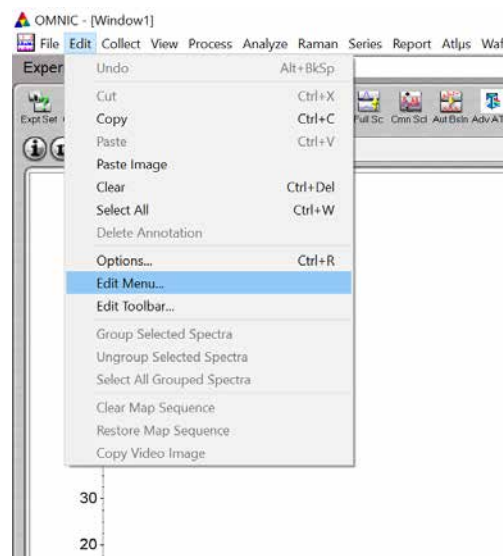 OMNIC - [Window1]
File Edit Collect View Process Analyze Raman Series Report Atlμs
Exper
Undo Alt+BkSp
Cut Ctrl+X
Expt Set Full Sc Cmn Scl Aut Bsln Adv AT
Copy Ctrl+C
Paste Ctrl+V
Paste Image
Clear Ctrl+Del
Select All Ctrl+W
Delete Annotation
Options... Ctrl+R
Edit Menu...
Edit Toolbar...
Group Selected Spectra
Ungroup Selected Spectra
Select All Grouped Spectra
Clear Map Sequence
Restore Map Sequence
Copy Video Image
30
20